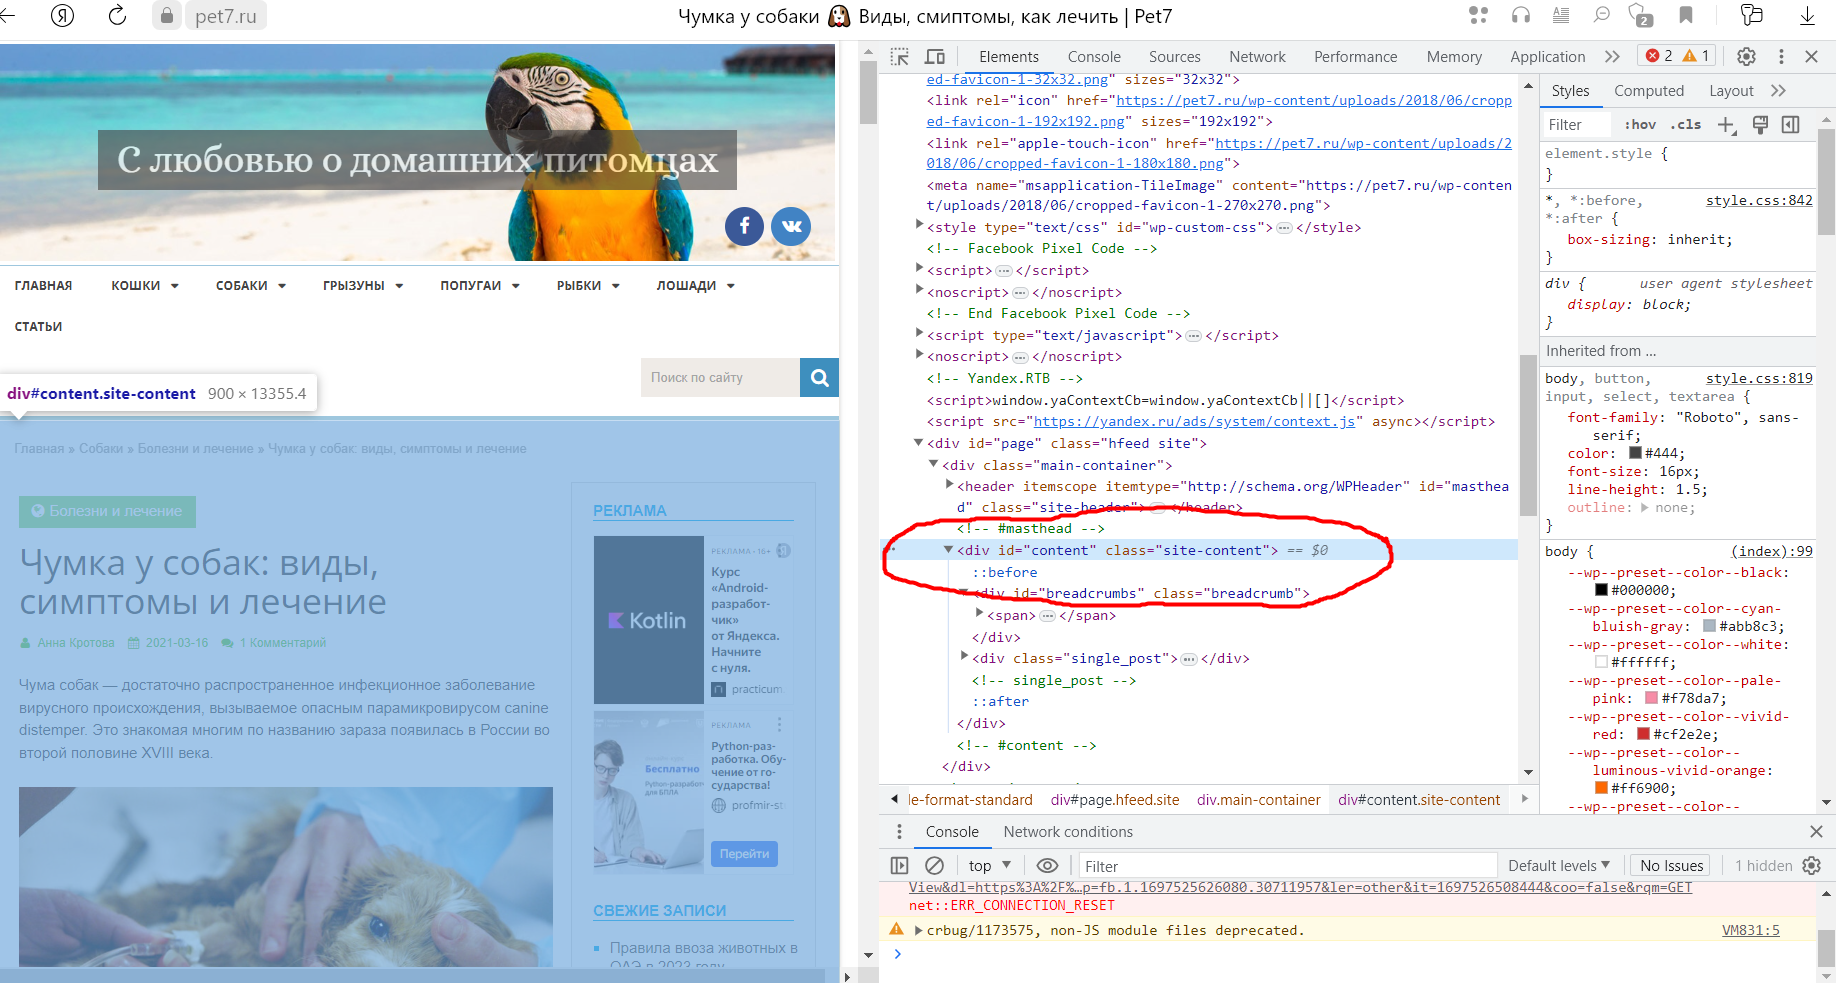 pet7.ru
Чумка у собаки Виды, смиптомы, как лечить | Pet7
2
С любовью о домашних питомцах
ГЛАВНАЯ КОШКИ СОБАКИ ГРЫЗУНЫ ПОПУГАИ РЫБКИ ЛОШАДИ
СТАТЬИ
Поиск по сайту
div#content.site-content 900 × 13355.4
Главная » Собаки » Болезни и лечение » Чумка у собак: виды, симптомы и лечение
Болезни и лечение
Чумка у собак: виды,
симптомы и лечение
Анна Кротова 2021-03-16 1 Комментарий
Чума собак — достаточно распространенное инфекционное заболевание
вирусного происхождения, вызываемое опасным парамикровирусом canine
distemper. Это знакомая многим по названию зараза появилась в России во
второй половине XVIII века.
РЕКЛАМА
РЕКЛАМА • 16+
Kotlin
Курс
«Android-
разработ-
чик»
от Яндекса.
Начните
с нуля.
practicum
РЕКЛАМА
Бесплатно
Python-разработ
для БПЛА
Python-раз-
работка. Обу-
чение от го-
сударства!
profmir-st
Перейти
СВЕЖИЕ ЗАПИСИ
Правила ввоза животных в
ОАЭ в 2023 году
Elements Console Sources Network Performance Memory Application 2 1
ed-favicon-1-32x32.png" sizes="32x32">
<link rel="icon" href="https://pet7.ru/wp-content/uploads/2018/06/cropp
ed-favicon-1-192x192.png" sizes="192x192">
<link rel="apple-touch-icon" href="https://pet7.ru/wp-content/uploads/2
018/06/cropped-favicon-1-180x180.png">
<meta name="msapplication-TileImage" content="https://pet7.ru/wp-conten
t/uploads/2018/06/cropped-favicon-1-270x270.png">
<style type="text/css" id="wp-custom-css">…</style>
<!-- Facebook Pixel Code -->
<script>…</script>
<noscript>…</noscript>
<!-- End Facebook Pixel Code -->
<script type="text/javascript">…</script>
<noscript>…</noscript>
<!-- Yandex.RTB -->
<script>window.yaContextCb=window.yaContextCb||[]</script>
<script src="https://yandex.ru/ads/system/context.js" async></script>
<div id="page" class="hfeed site">
<div class="main-container">
<header itemscope itemtype="http://schema.org/WPHeader" id="masthea
d" class="site-header">…</header>
<!-- #masthead -->
<div id="content" class="site-content"> == $0
::before
<div id="breadcrumbs" class="breadcrumb">
<span>…</span>
</div>
<div class="single_post">…</div>
<!-- single_post -->
::after
</div>
<!-- #content -->
</div>
le-format-standard div#page.hfeed.site div.main-container div#content.site-content
Styles Computed Layout
Filter :hov .cls
element.style {
}
*, *:before, style.css:842
*:after {
box-sizing: inherit;
}
div { user agent stylesheet
display: block;
}
Inherited from ...
body, button, style.css:819
input, select, textarea {
font-family: "Roboto", sans-
serif;
color: #444;
font-size: 16px;
line-height: 1.5;
outline: none;
}
body { (index):99
--wp--preset--color--black:
#000000;
--wp--preset--color--cyan-
bluish-gray: #abb8c3;
--wp--preset--color--white:
#ffffff;
--wp--preset--color--pale-
pink: #f78da7;
--wp--preset--color--vivid-
red: #cf2e2e;
--wp--preset--color--
luminous-vivid-orange:
#ff6900;
--wp--preset--color--
Console Network conditions
top Filter Default levels No Issues 1 hidden
View&dl=https%3A%2F%…p=fb.1.1697525626080.30711957&ler=other&it=1697526508444&coo=false&rqm=GET
net::ERR_CONNECTION_RESET
crbug/1173575, non-JS module files deprecated. VM831:5